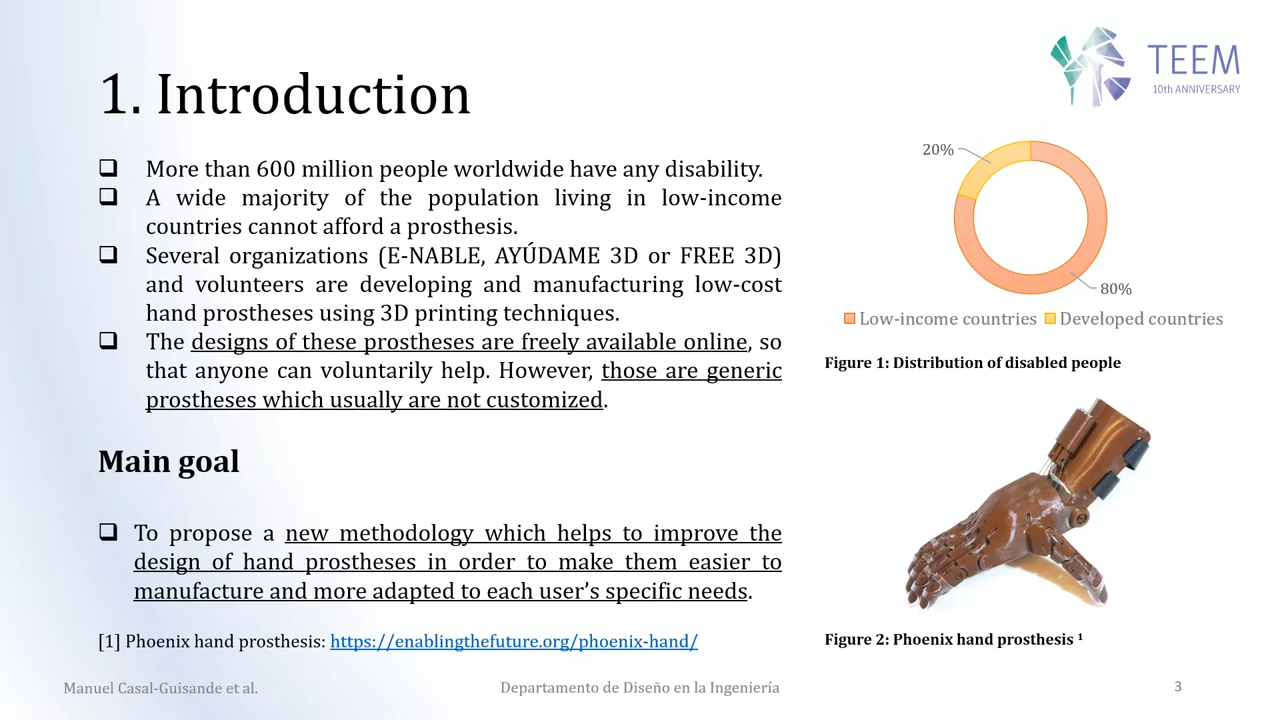 TEEM
10th ANNIVERSARY
1. Introduction
❑ More than 600 million people worldwide have any disability.
❑ A wide majority of the population living in low-income
countries cannot afford a prosthesis.
❑ Several organizations (E-NABLE, AYÚDAME 3D or FREE 3D)
and volunteers are developing and manufacturing low-cost
hand prostheses using 3D printing techniques.
❑ The designs of these prostheses are freely available online, so
that anyone can voluntarily help. However, those are generic
prostheses which usually are not customized.
Main goal
❑ To propose a new methodology which helps to improve the
design of hand prostheses in order to make them easier to
manufacture and more adapted to each user’s specific needs.
[1] Phoenix hand prosthesis: https://enablingthefuture.org/phoenix-hand/
20%
80%
Low-income countries Developed countries
Figure 1: Distribution of disabled people
Figure 2: Phoenix hand prosthesis ¹
Manuel Casal-Guisande et al.
Departamento de Diseño en la Ingeniería
3